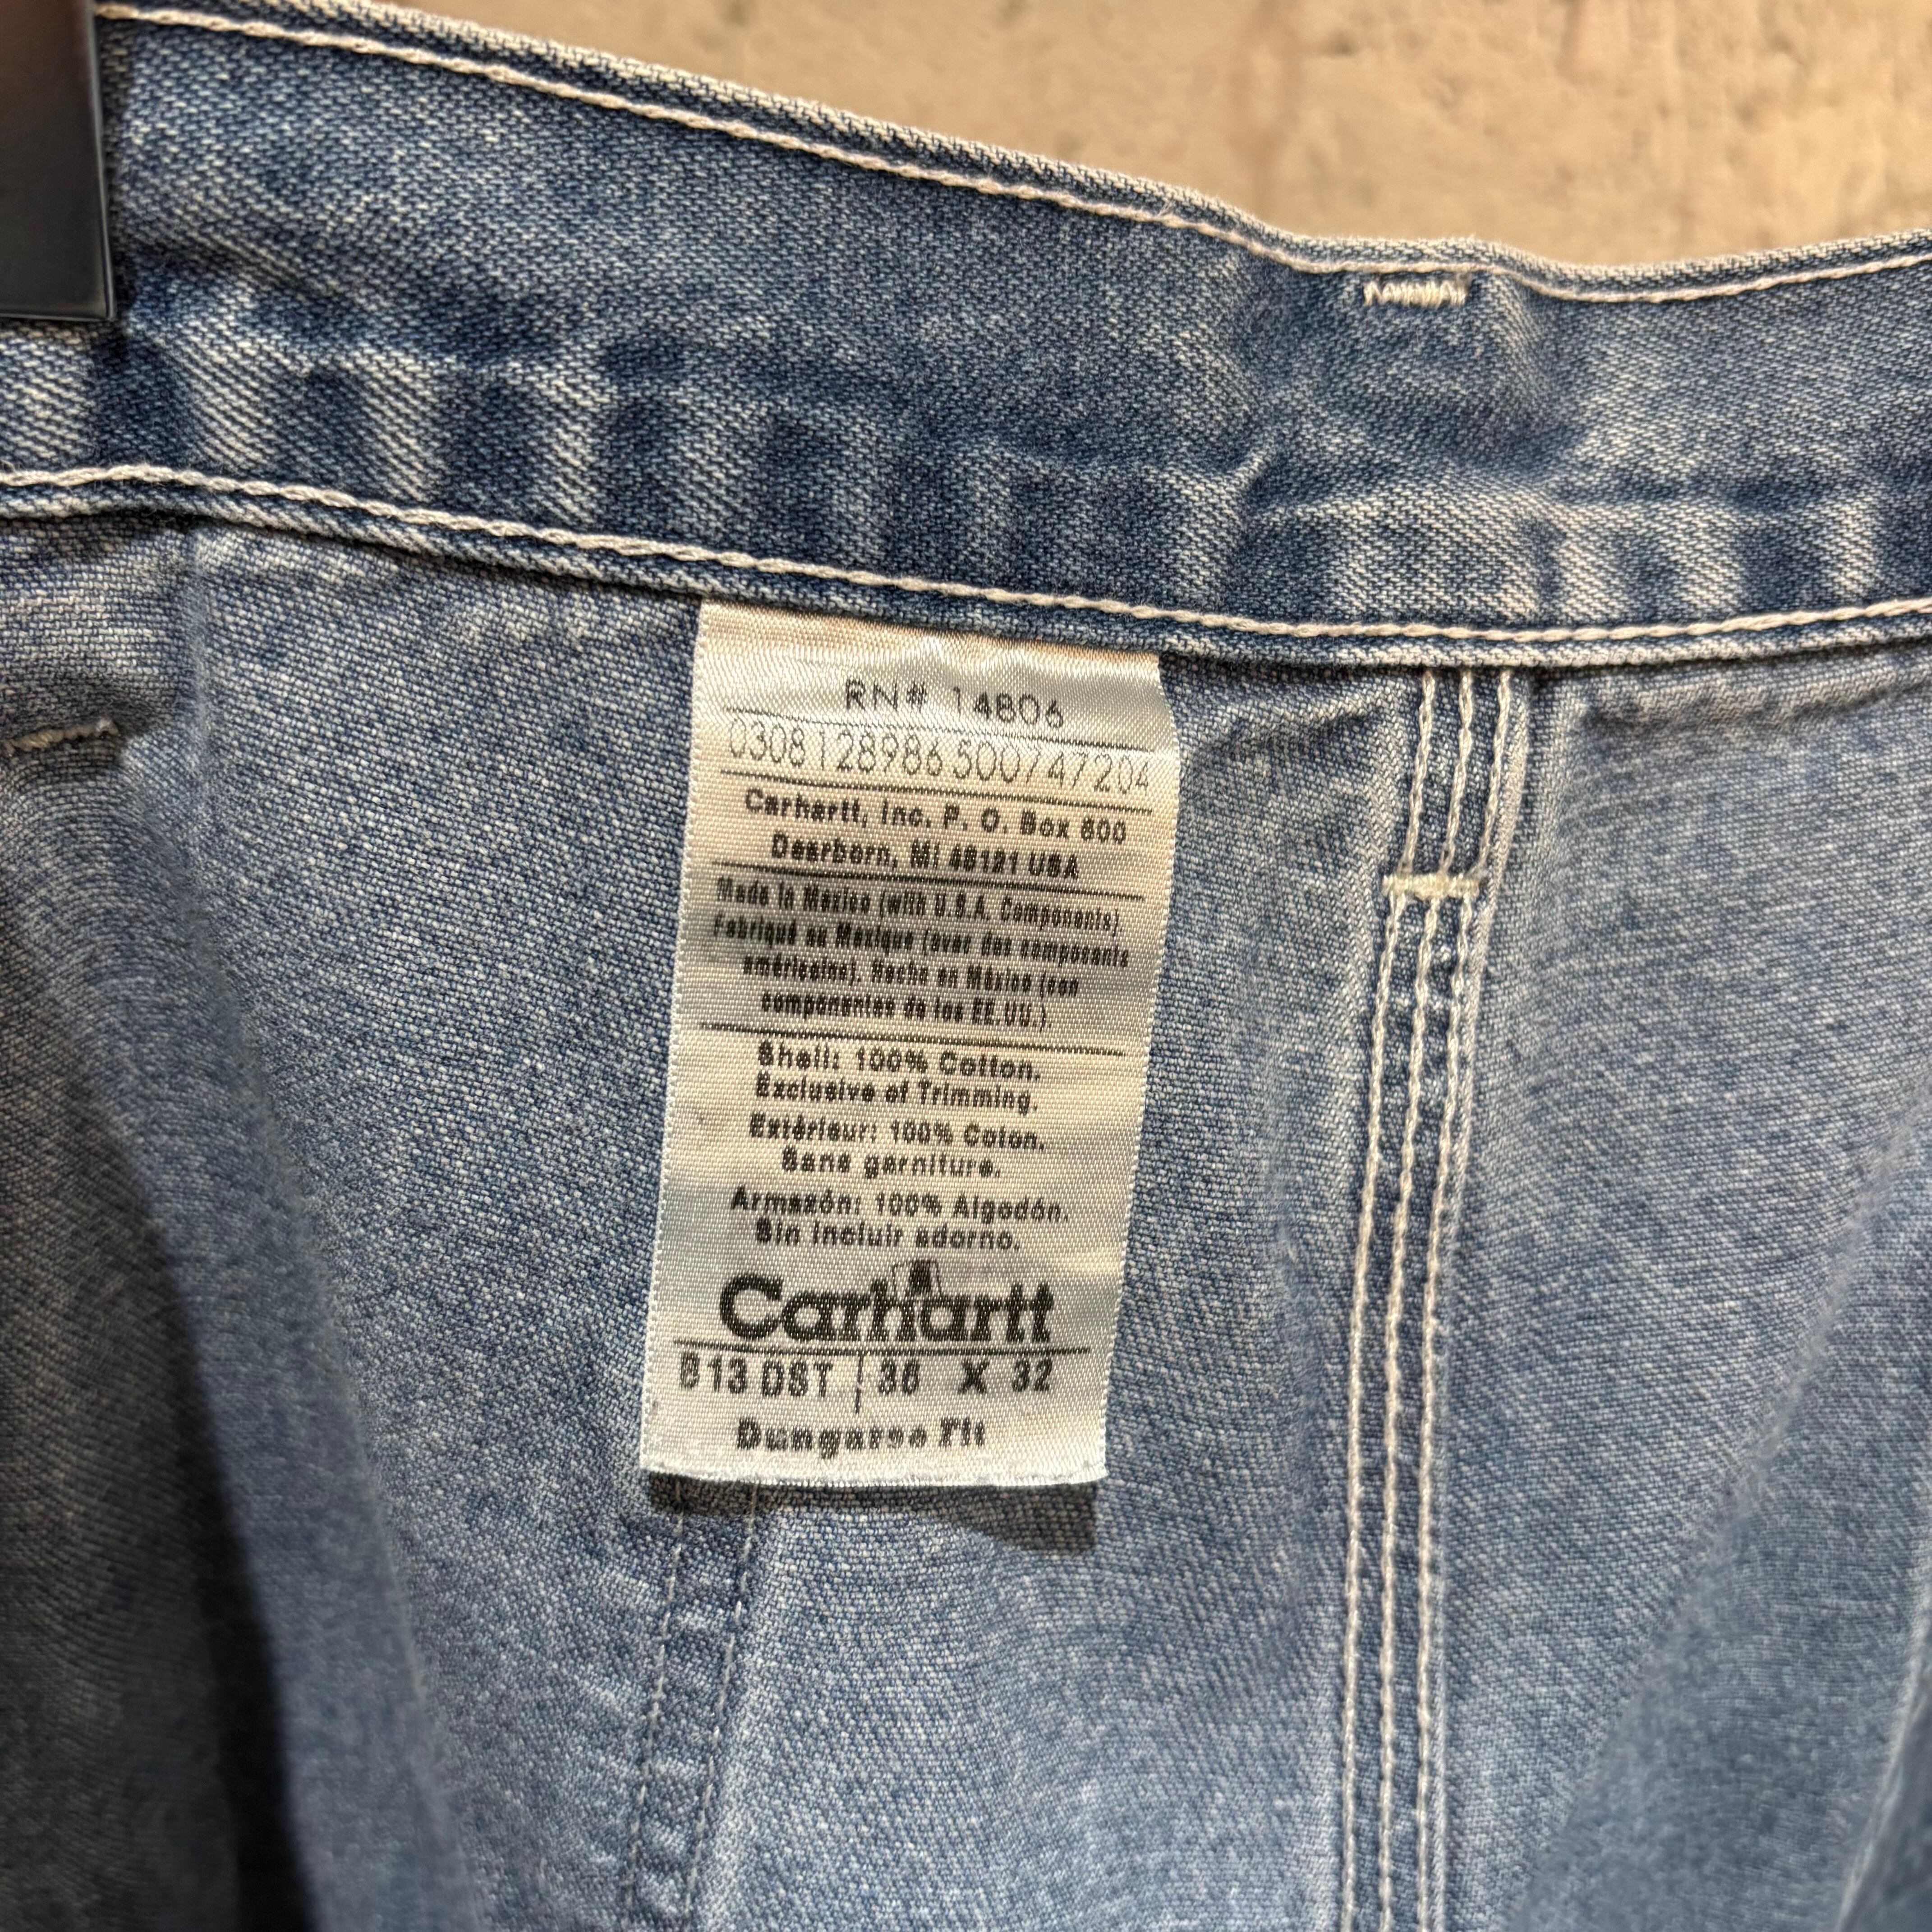 RN# 14806
0308128986500747204
Carhartt, Inc. P. O. Box 600
Dearborn, MI 48121 USA
Made in Mexico (with U.S.A. Components)
Fabriqué au Mexique (avec des composants
américains). Hecho en México (con
componentes de los EE.UU.).
Shell: 100% Cotton.
Exclusive of Trimming.
Extérieur: 100% Coton.
Sans garniture.
Armazón: 100% Algodón.
Sin incluir adorno.
Carhartt
B13 DST 36 X 32
Dungaree Fit